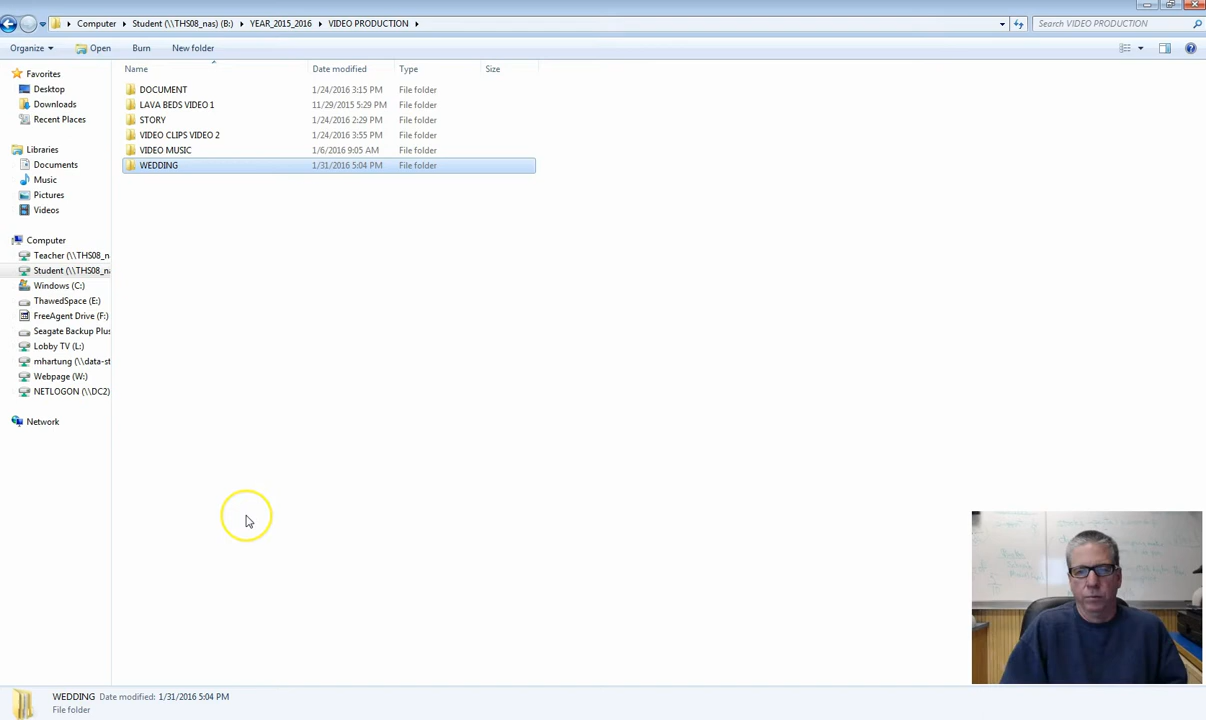 Computer ▸ Student (\\THS08_nas) (B:) ▸ YEAR_2015_2016 ▸ VIDEO PRODUCTION ▸
Search VIDEO PRODUCTION
Organize Open Burn New folder
Name Date modified Type Size
Favorites
Desktop
Downloads
Recent Places
Libraries
Documents
Music
Pictures
Videos
Computer
Teacher (\\THS08_n
Student (\\THS08_n
Windows (C:)
ThawedSpace (E:)
FreeAgent Drive (F:)
Seagate Backup Plus
Lobby TV (L:)
mhartung (\\data-st
Webpage (W:)
NETLOGON (\\DC2)
Network
DOCUMENT 1/24/2016 3:15 PM File folder
LAVA BEDS VIDEO 1 11/29/2015 5:29 PM File folder
STORY 1/24/2016 2:29 PM File folder
VIDEO CLIPS VIDEO 2 1/24/2016 3:55 PM File folder
VIDEO MUSIC 1/6/2016 9:05 AM File folder
WEDDING 1/31/2016 5:04 PM File folder
WEDDING Date modified: 1/31/2016 5:04 PM
File folder